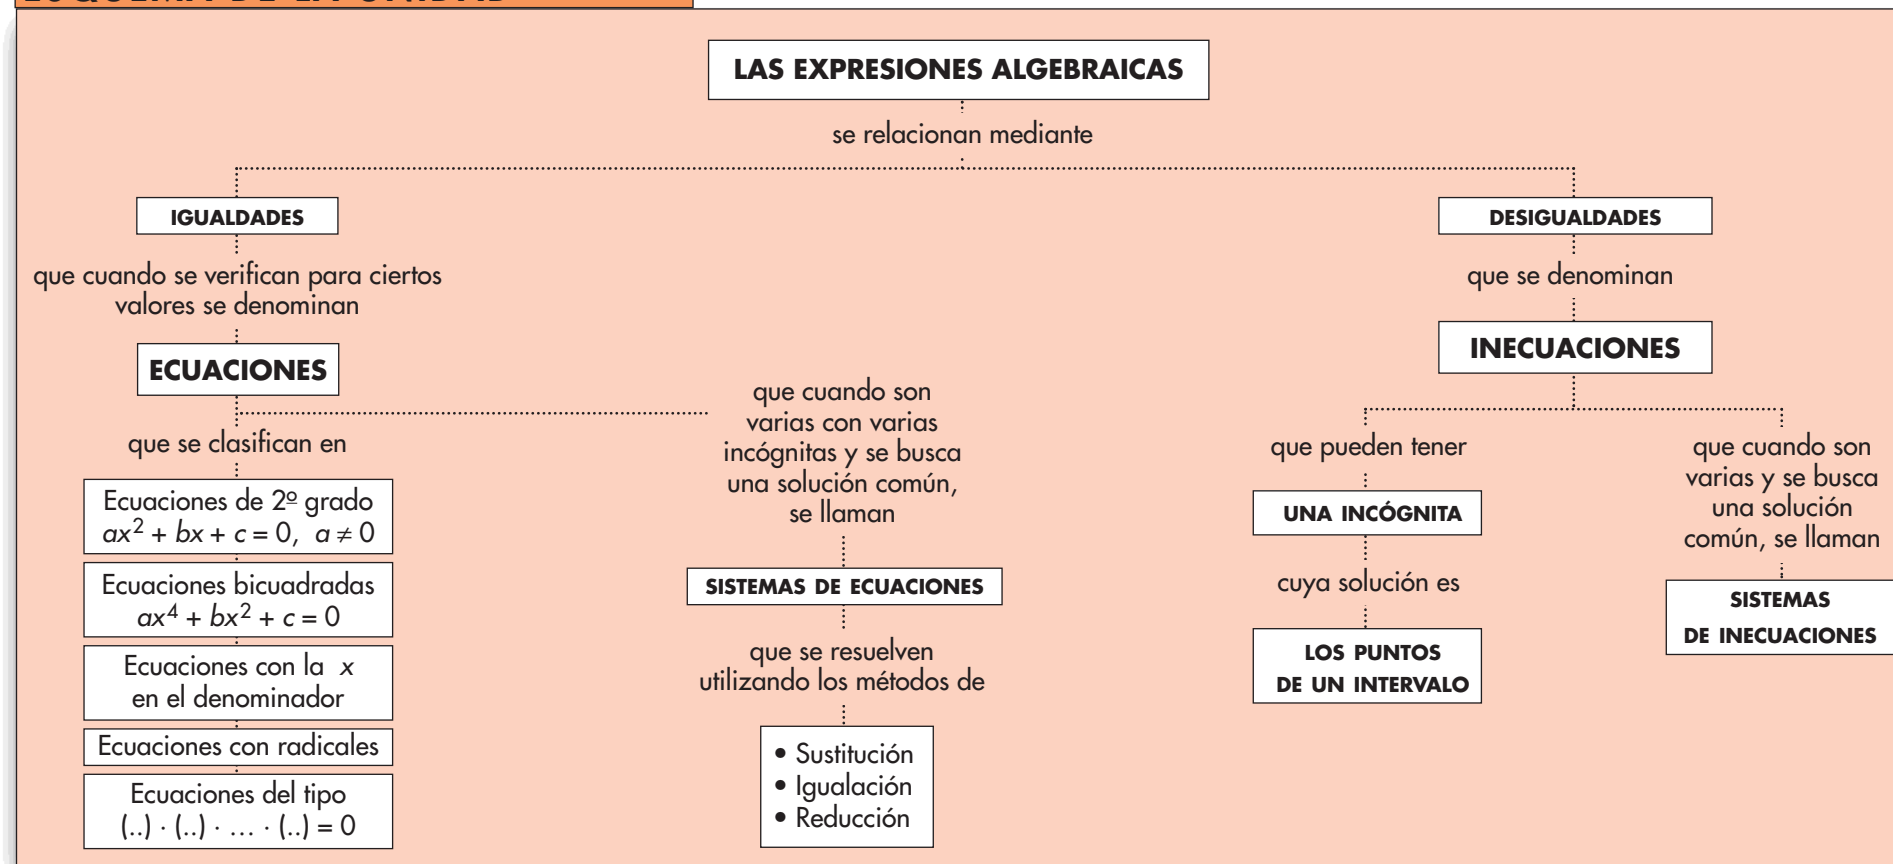 LAS EXPRESIONES ALGEBRAICAS
se relacionan mediante
IGUALDADES
que cuando se verifican para ciertos
valores se denominan
ECUACIONES
que se clasifican en
Ecuaciones de 2º grado
ax² + bx + c = 0, a ≠ 0
Ecuaciones bicuadradas
ax⁴ + bx² + c = 0
Ecuaciones con la x
en el denominador
Ecuaciones con radicales
Ecuaciones del tipo
(..) · (..) · … · (..) = 0
que cuando son
varias con varias
incógnitas y se busca
una solución común,
se llaman
SISTEMAS DE ECUACIONES
que se resuelven
utilizando los métodos de
• Sustitución
• Igualación
• Reducción
DESIGUALDADES
que se denominan
INECUACIONES
que pueden tener
UNA INCÓGNITA
cuya solución es
LOS PUNTOS
DE UN INTERVALO
que cuando son
varias y se busca
una solución
común, se llaman
SISTEMAS
DE INECUACIONES